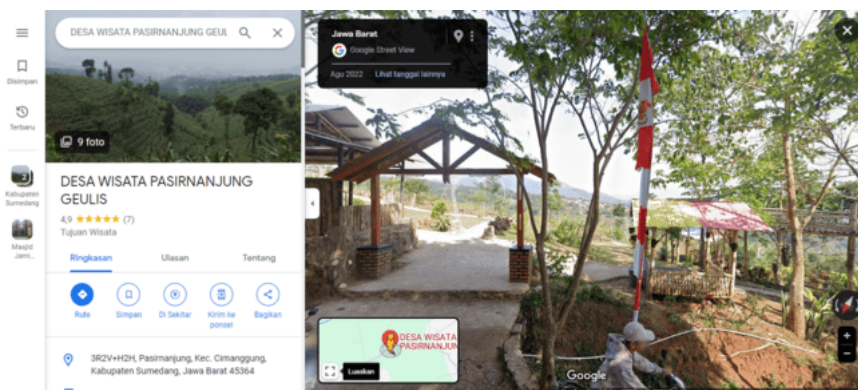 DESA WISATA PASIRNANJUNG GEUL
Disimpan
Terbaru
2
Kabupaten
Sumedang
Masjid
Jami...
9 foto
DESA WISATA PASIRNANJUNG
GEULIS
4,9 ★★★★★ (7)
Tujuan Wisata
Ringkasan
Ulasan
Tentang
Rute
Simpan
Di Sekitar
Kirim ke
ponsel
Bagikan
3R2V+H2H, Pasirnanjung, Kec. Cimanggung,
Kabupaten Sumedang, Jawa Barat 45364
Jawa Barat
Google Street View
Agu 2022 Lihat tanggal lainnya
DESA WISATA
PASIRNANJUN
Luaskan
Google